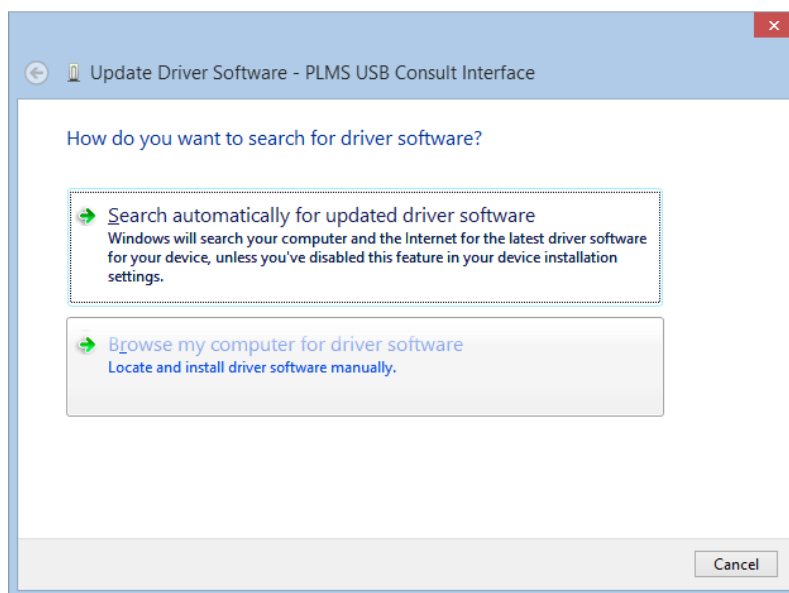 Update Driver Software - PLMS USB Consult Interface
How do you want to search for driver software?
Search automatically for updated driver software
Windows will search your computer and the Internet for the latest driver software
for your device, unless you've disabled this feature in your device installation
settings.
Browse my computer for driver software
Locate and install driver software manually.
Cancel